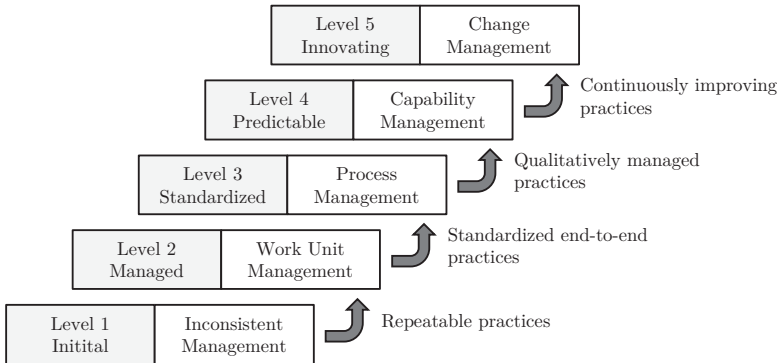 Level 5
Innovating
Change
Management
Continuously improving
practices
Level 4
Predictable
Capability
Management
Qualitatively managed
practices
Level 3
Standardized
Process
Management
Standardized end-to-end
practices
Level 2
Managed
Work Unit
Management
Repeatable practices
Level 1
Initital
Inconsistent
Management